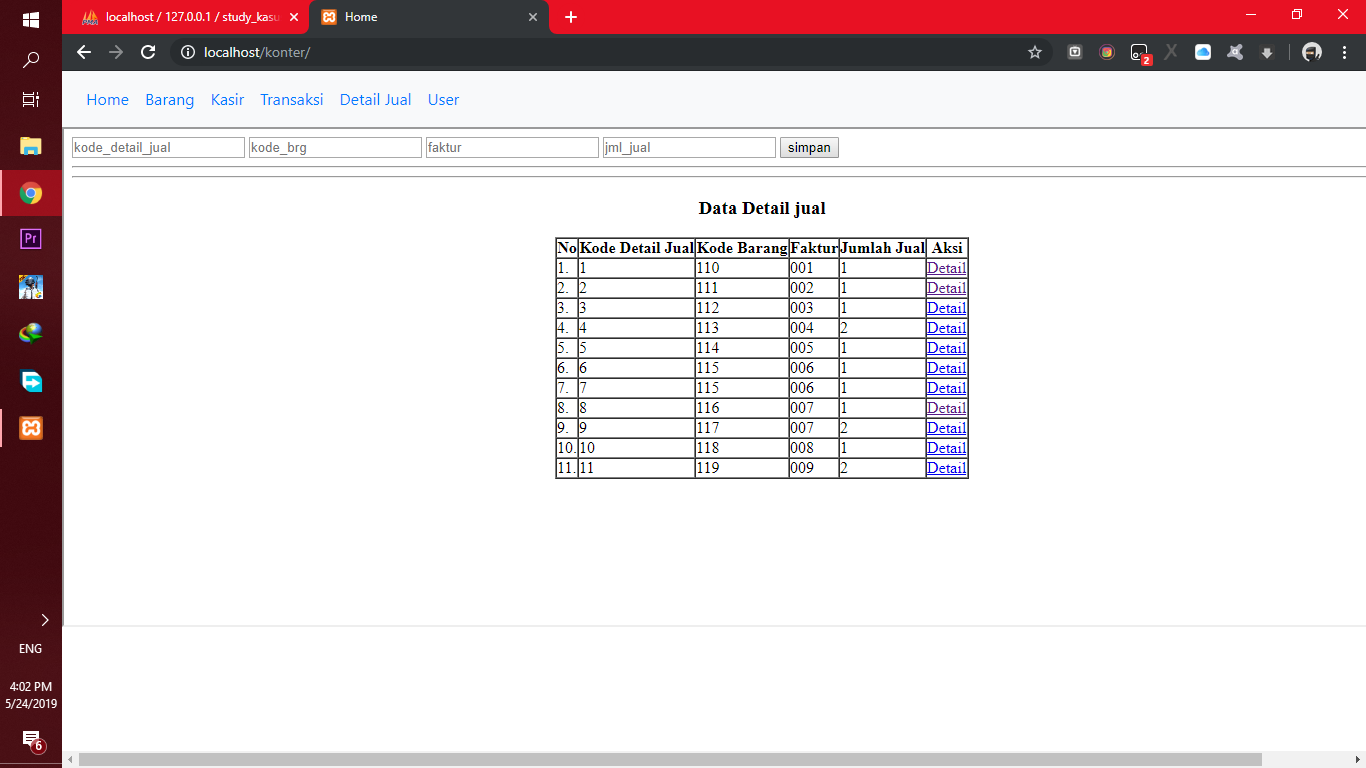 localhost / 127.0.0.1 / study_kasu
Home
localhost/konter/
2
Home Barang Kasir Transaksi Detail Jual User
kode_detail_jual kode_brg faktur jml_jual simpan
Data Detail jual
No Kode Detail Jual Kode Barang Faktur Jumlah Jual Aksi
1. 1 110 001 1 Detail
2. 2 111 002 1 Detail
3. 3 112 003 1 Detail
4. 4 113 004 2 Detail
5. 5 114 005 1 Detail
6. 6 115 006 1 Detail
7. 7 115 006 1 Detail
8. 8 116 007 1 Detail
9. 9 117 007 2 Detail
10. 10 118 008 1 Detail
11. 11 119 009 2 Detail
Pr
ENG
4:02 PM
5/24/2019
6